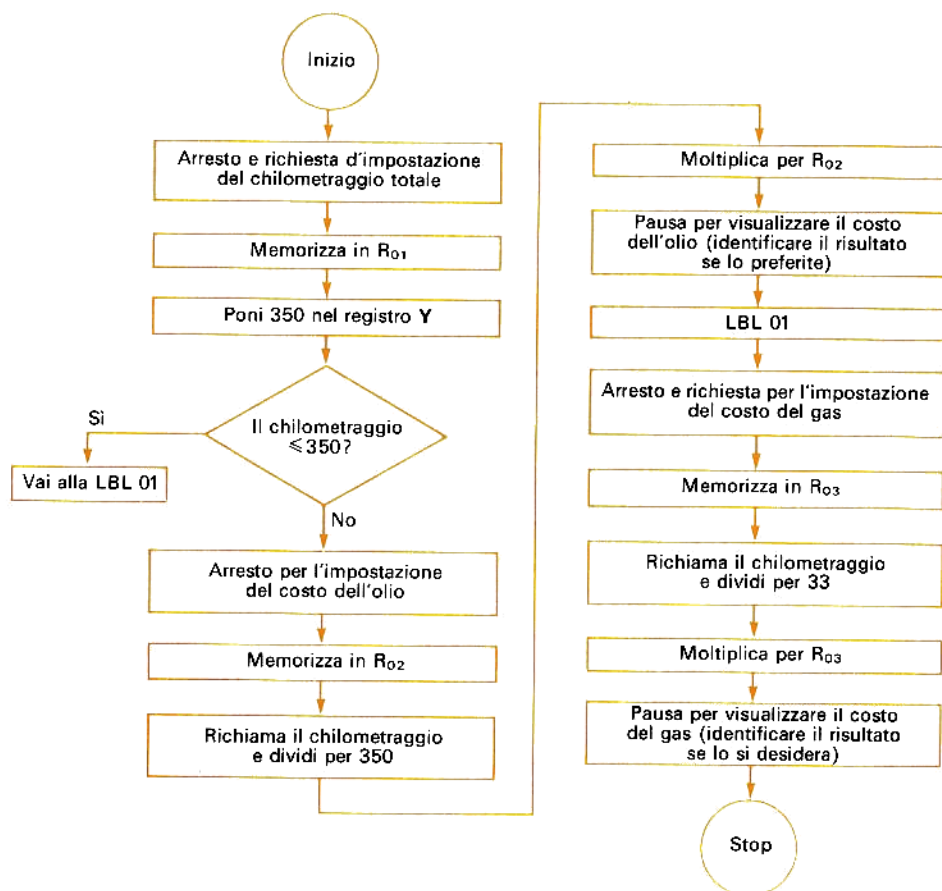 Inizio
Arresto e richiesta d'impostazione
del chilometraggio totale
Memorizza in R₀₁
Poni 350 nel registro Y
Il chilometraggio
≤350?
Sì
Vai alla LBL 01
No
Arresto per l'impostazione
del costo dell'olio
Memorizza in R₀₂
Richiama il chilometraggio
e dividi per 350
Moltiplica per R₀₂
Pausa per visualizzare il costo
dell'olio (identificare il risultato
se lo preferite)
LBL 01
Arresto e richiesta per l'impostazione
del costo del gas
Memorizza in R₀₃
Richiama il chilometraggio
e dividi per 33
Moltiplica per R₀₃
Pausa per visualizzare il costo
del gas (identificare il risultato
se lo si desidera)
Stop